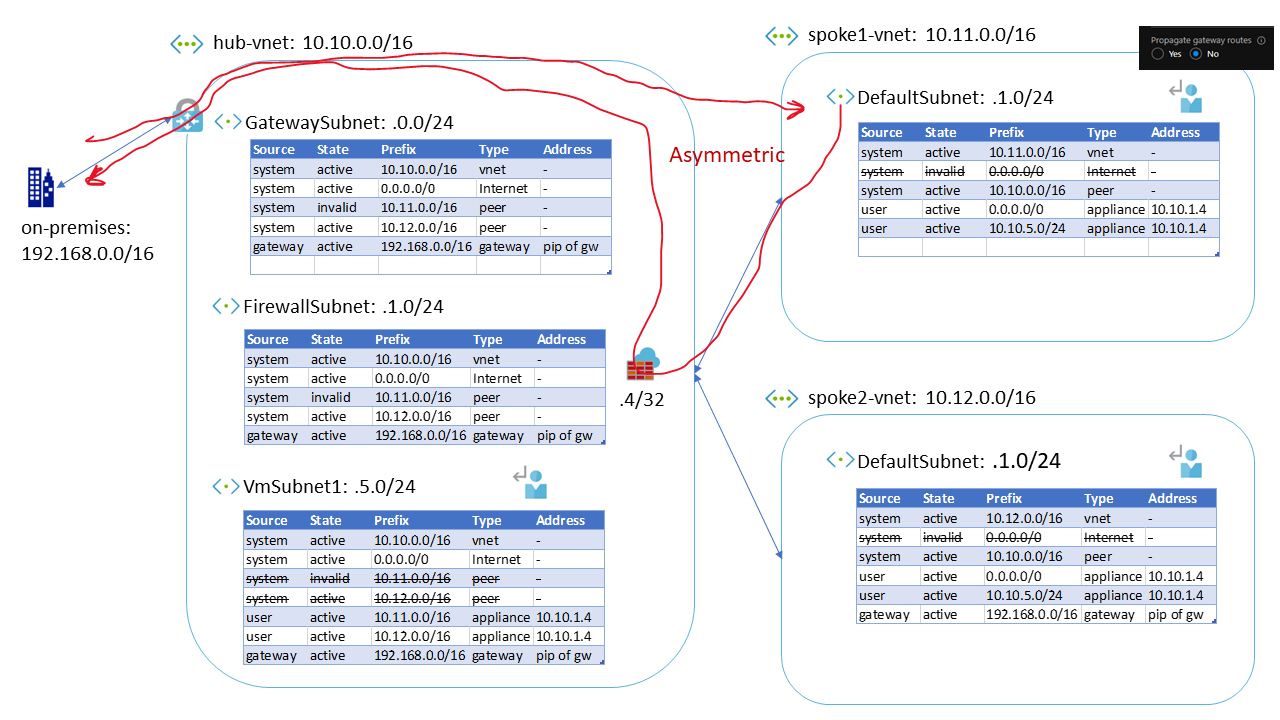 hub-vnet: 10.10.0.0/16
spoke1-vnet: 10.11.0.0/16
Propagate gateway routes
Yes No
on-premises:
192.168.0.0/16
GatewaySubnet: .0.0/24
Source State Prefix Type Address
system active 10.10.0.0/16 vnet -
system active 0.0.0.0/0 Internet -
system invalid 10.11.0.0/16 peer -
system active 10.12.0.0/16 peer -
gateway active 192.168.0.0/16 gateway pip of gw
FirewallSubnet: .1.0/24
Source State Prefix Type Address
system active 10.10.0.0/16 vnet -
system active 0.0.0.0/0 Internet -
system invalid 10.11.0.0/16 peer -
system active 10.12.0.0/16 peer -
gateway active 192.168.0.0/16 gateway pip of gw
.4/32
VmSubnet1: .5.0/24
Source State Prefix Type Address
system active 10.10.0.0/16 vnet -
system active 0.0.0.0/0 Internet -
system invalid 10.11.0.0/16 peer -
system active 10.12.0.0/16 peer -
user active 10.11.0.0/16 appliance 10.10.1.4
user active 10.12.0.0/16 appliance 10.10.1.4
gateway active 192.168.0.0/16 gateway pip of gw
Asymmetric
DefaultSubnet: .1.0/24
Source State Prefix Type Address
system active 10.11.0.0/16 vnet -
system invalid 0.0.0.0/0 Internet -
system active 10.10.0.0/16 peer -
user active 0.0.0.0/0 appliance 10.10.1.4
user active 10.10.5.0/24 appliance 10.10.1.4
spoke2-vnet: 10.12.0.0/16
DefaultSubnet: .1.0/24
Source State Prefix Type Address
system active 10.12.0.0/16 vnet -
system invalid 0.0.0.0/0 Internet -
system active 10.10.0.0/16 peer -
user active 0.0.0.0/0 appliance 10.10.1.4
user active 10.10.5.0/24 appliance 10.10.1.4
gateway active 192.168.0.0/16 gateway pip of gw